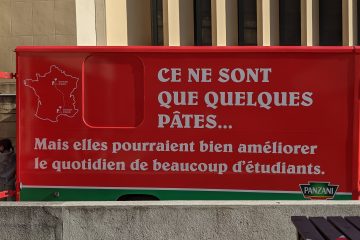 CE NE SONT
QUE QUELQUES
PÂTES...
Mais elles pourraient bien améliorer
le quotidien de beaucoup d'étudiants.
PANZANI